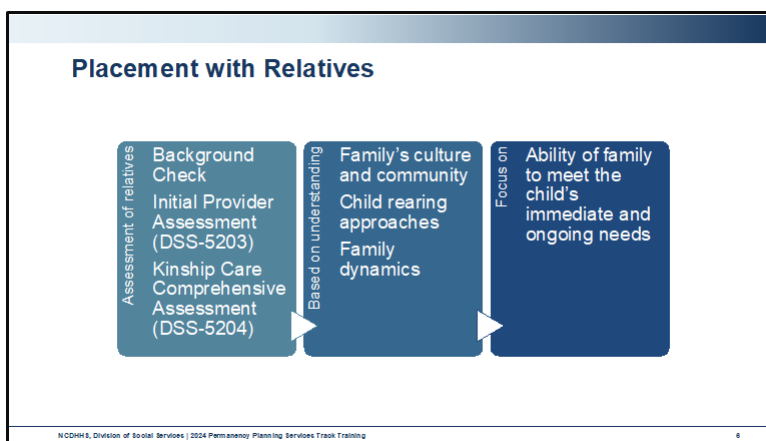 Placement with Relatives
Assessment of relatives
Background
Check
Initial Provider
Assessment
(DSS-5203)
Kinship Care
Comprehensive
Assessment
(DSS-5204)
Based on understanding
Family's culture
and community
Child rearing
approaches
Family
dynamics
Focus on
Ability of family
to meet the
child's
immediate and
ongoing needs
NCDHHS, Division of Social Services | 2024 Permanency Planning Services Track Training
6